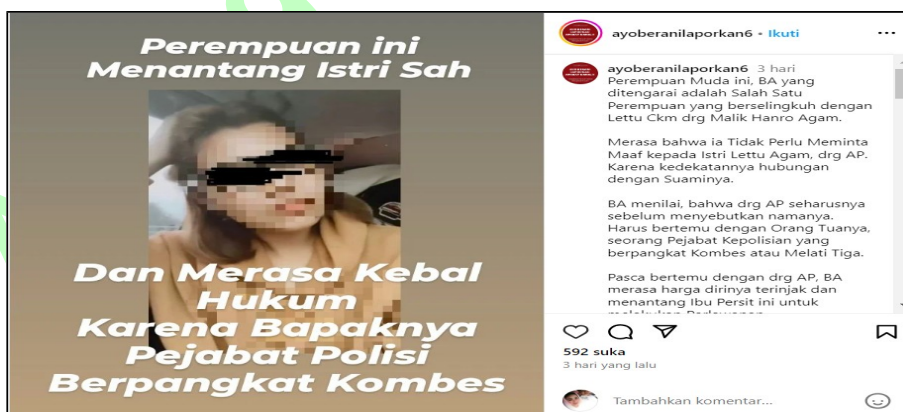 Perempuan ini
Menantang Istri Sah
Dan Merasa Kebal
Hukum
Karena Bapaknya
Pejabat Polisi
Berpangkat Kombes
ayoberanilaporkan6 • Ikuti
ayoberanilaporkan6 3 hari
Perempuan Muda ini, BA yang
ditengarai adalah Salah Satu
Perempuan yang berselingkuh dengan
Lettu Ckm drg Malik Hanro Agam.
Merasa bahwa ia Tidak Perlu Meminta
Maaf kepada Istri Lettu Agam, drg AP.
Karena kedekatannya hubungan
dengan Suaminya.
BA menilai, bahwa drg AP seharusnya
sebelum menyebutkan namanya.
Harus bertemu dengan Orang Tuanya,
seorang Pejabat Kepolisian yang
berpangkat Kombes atau Melati Tiga.
Pasca bertemu dengan drg AP, BA
merasa harga dirinya terinjak dan
menantang Ibu Persit ini untuk
592 suka
3 hari yang lalu
Tambahkan komentar...